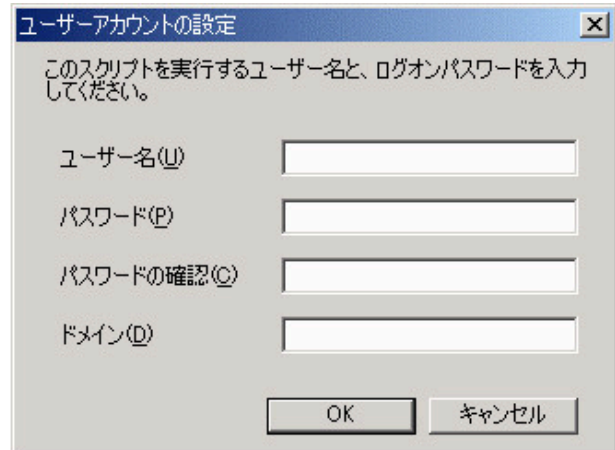 ユーザーアカウントの設定
このスクリプトを実行するユーザー名と、ログオンパスワードを入力
してください。
ユーザー名(U)
パスワード(P)
パスワードの確認(C)
ドメイン(D)
OK キャンセル